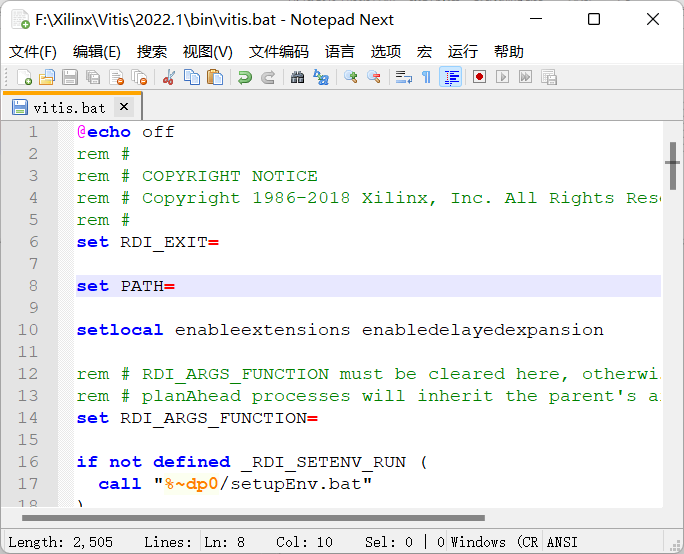 F:\Xilinx\Vitis\2022.1\bin\vitis.bat - Notepad Next
文件(F) 编辑(E) 搜索 视图(V) 文件编码 语言 选项 宏 运行 帮助
vitis.bat
1 @echo off
2 rem #
3 rem # COPYRIGHT NOTICE
4 rem # Copyright 1986-2018 Xilinx, Inc. All Rights Rese
5 rem #
6 set RDI_EXIT=
7
8 set PATH=
9
10 setlocal enableextensions enabledelayedexpansion
11
12 rem # RDI_ARGS_FUNCTION must be cleared here, otherwi
13 rem # planAhead processes will inherit the parent's a
14 set RDI_ARGS_FUNCTION=
15
16 if not defined _RDI_SETENV_RUN (
17 call "%~dp0/setupEnv.bat"
18 )
Length: 2,505 Lines: Ln: 8 Col: 10 Sel: 0 | 0 Windows (CR ANSI